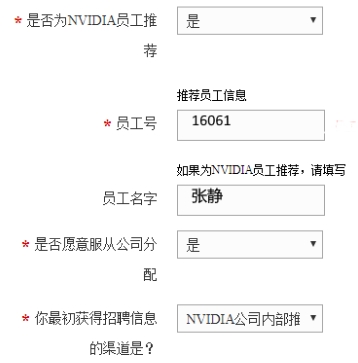 * 是否为NVIDIA员工推 是
荐
推荐员工信息
* 员工号 16061
如果为NVIDIA员工推荐，请填写
员工名字 张静
* 是否愿意服从公司分 是
配
* 你最初获得招聘信息 NVIDIA公司内部推
的渠道是？